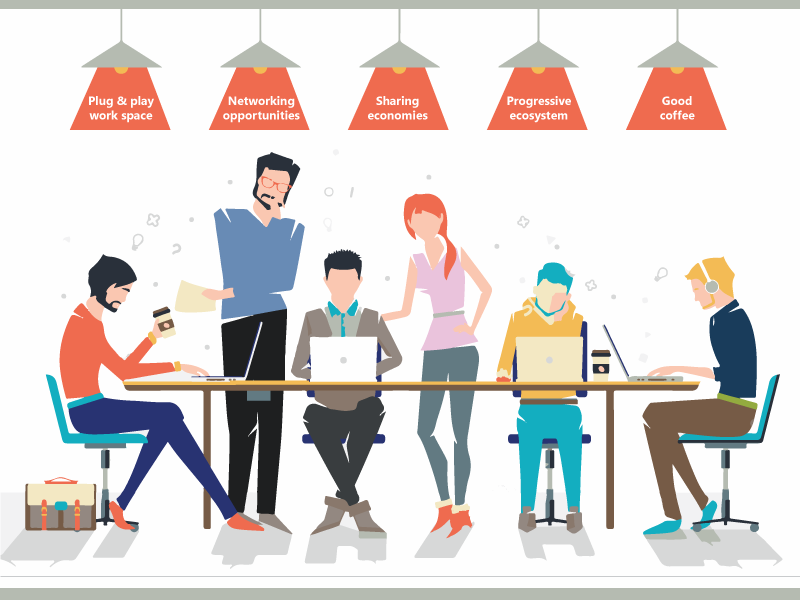 Plug & play
work space
Networking
opportunities
Sharing
economies
Progressive
ecosystem
Good
coffee